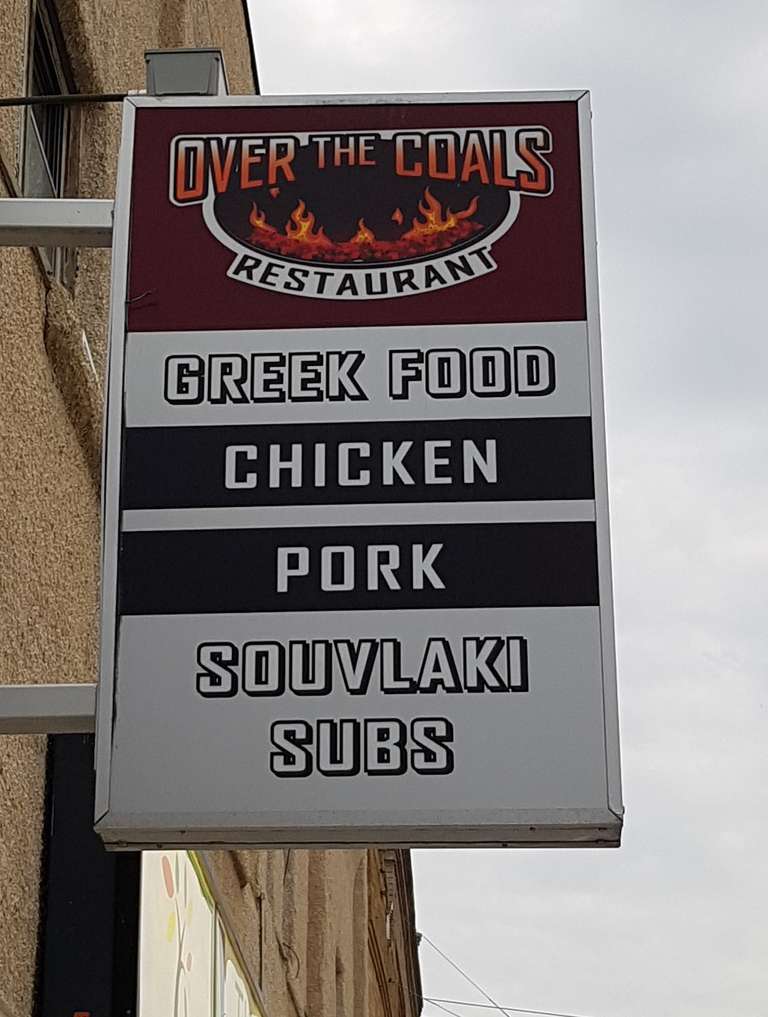 OVER THE COALS
RESTAURANT
GREEK FOOD
CHICKEN
PORK
SOUVLAKI
SUBS